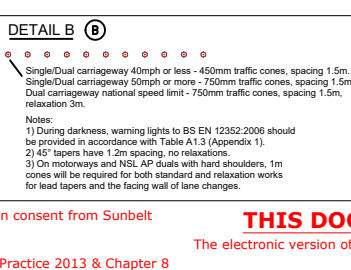 DETAIL B B
Single/Dual carriageway 40mph or less - 450mm traffic cones, spacing 1.5m.
Single/Dual carriageway 50mph or more - 750mm traffic cones, spacing 1.5m
Dual carriageway national speed limit - 750mm traffic cones, spacing 1.5m,
relaxation 3m.
Notes:
1) During darkness, warning lights to BS EN 12352:2006 should
be provided in accordance with Table A1.3 (Appendix 1).
2) 45° tapers have 1.2m spacing, no relaxations.
3) On motorways and NSL AP duals with hard shoulders, 1m
cones will be required for both standard and relaxation works
for lead tapers and the facing wall of lane changes.
n consent from Sunbelt
THIS DOC
The electronic version of
Practice 2013 & Chapter 8